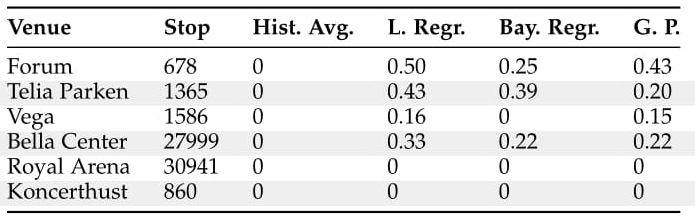 Venue Stop Hist. Avg. L. Regr. Bay. Regr. G. P.
Forum 678 0 0.50 0.25 0.43
Telia Parken 1365 0 0.43 0.39 0.20
Vega 1586 0 0.16 0 0.15
Bella Center 27999 0 0.33 0.22 0.22
Royal Arena 30941 0 0 0 0
Koncerthust 860 0 0 0 0